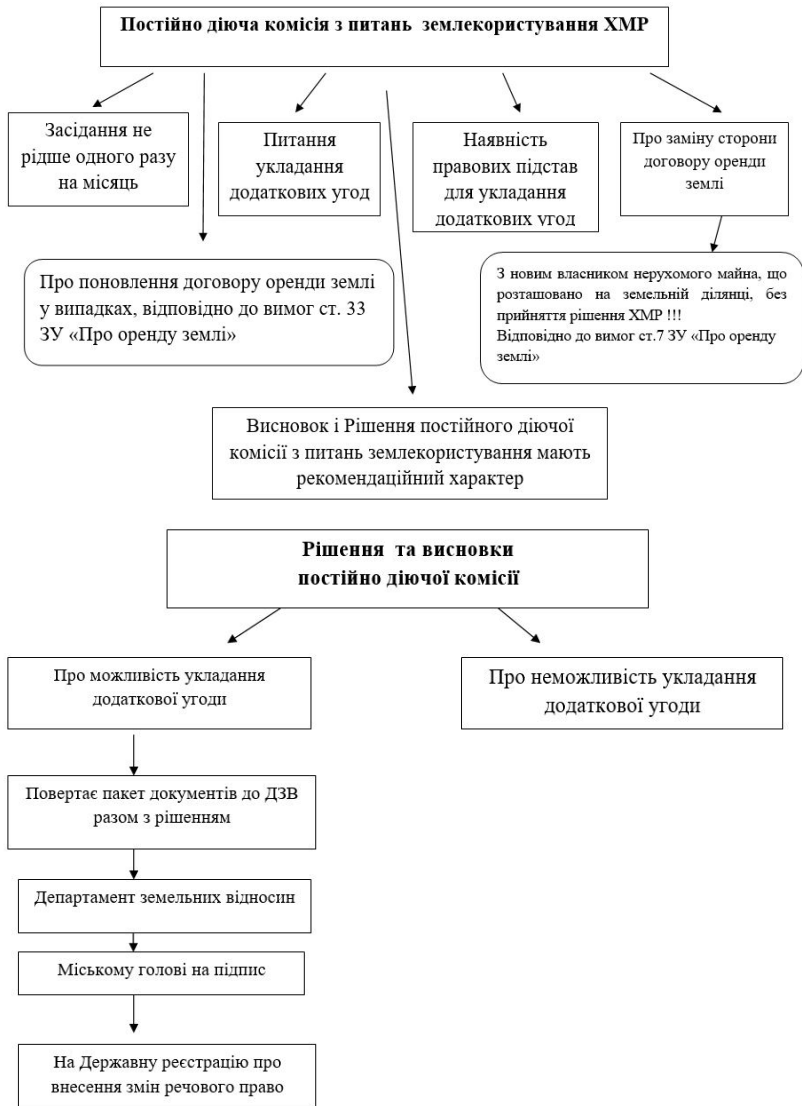 Постійно діюча комісія з питань землекористування ХМР
Засідання не
рідше одного разу
на місяць
Питання
укладання
додаткових угод
Наявність
правових підстав
для укладання
додаткових угод
Про заміну сторони
договору оренди
землі
Про поновлення договору оренди землі
у випадках, відповідно до вимог ст. 33
ЗУ «Про оренду землі»
З новим власником нерухомого майна, що
розташовано на земельній ділянці, без
прийняття рішення ХМР !!!
Відповідно до вимог ст.7 ЗУ «Про оренду
землі»
Висновок і Рішення постійного діючої
комісії з питань землекористування мають
рекомендаційний характер
Рішення та висновки
постійно діючої комісії
Про можливість укладання
додаткової угоди
Про неможливість укладання
додаткової угоди
Повертає пакет документів до ДЗВ
разом з рішенням
Департамент земельних відносин
Міському голові на підпис
На Державну реєстрацію про
внесення змін речового право